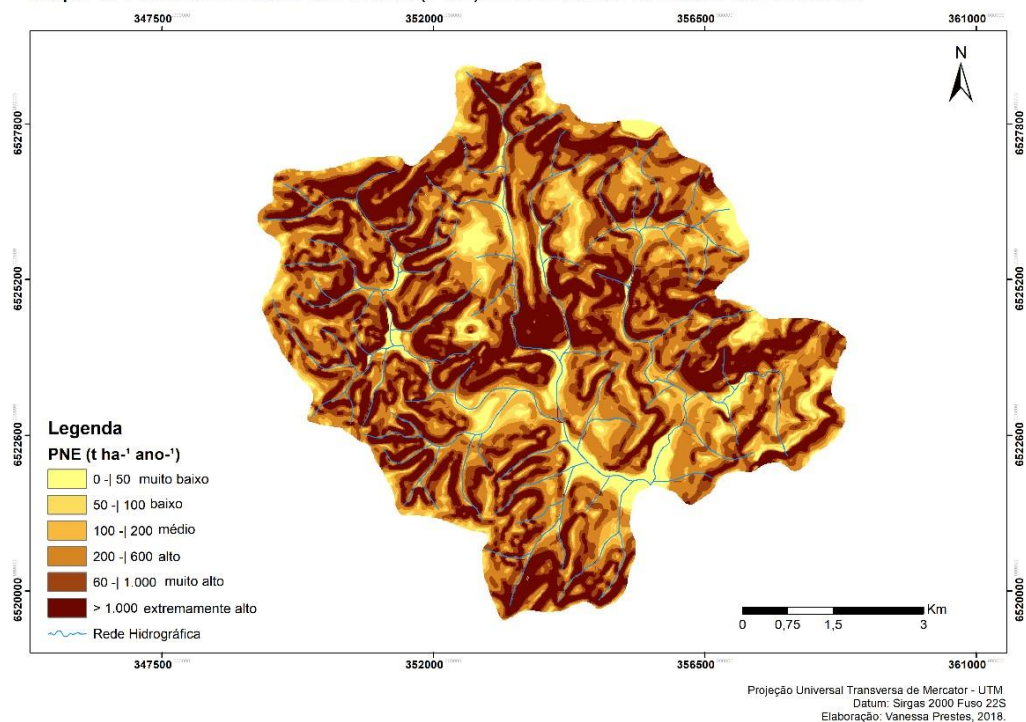 347500 352000 356500 361000
N
6527800 6527800
6525200 6525200
6522600 6522600
6520000 6520000
Legenda
PNE (t ha-¹ ano-¹)
0 -| 50 muito baixo
50 -| 100 baixo
100 -| 200 médio
200 -| 600 alto
60 -| 1.000 muito alto
> 1.000 extremamente alto
Rede Hidrográfica
Km
0 0,75 1,5 3
347500 352000 356500 361000
Projeção Universal Transversa de Mercator - UTM
Datum: Sirgas 2000 Fuso 22S
Elaboração: Vanessa Prestes, 2018.